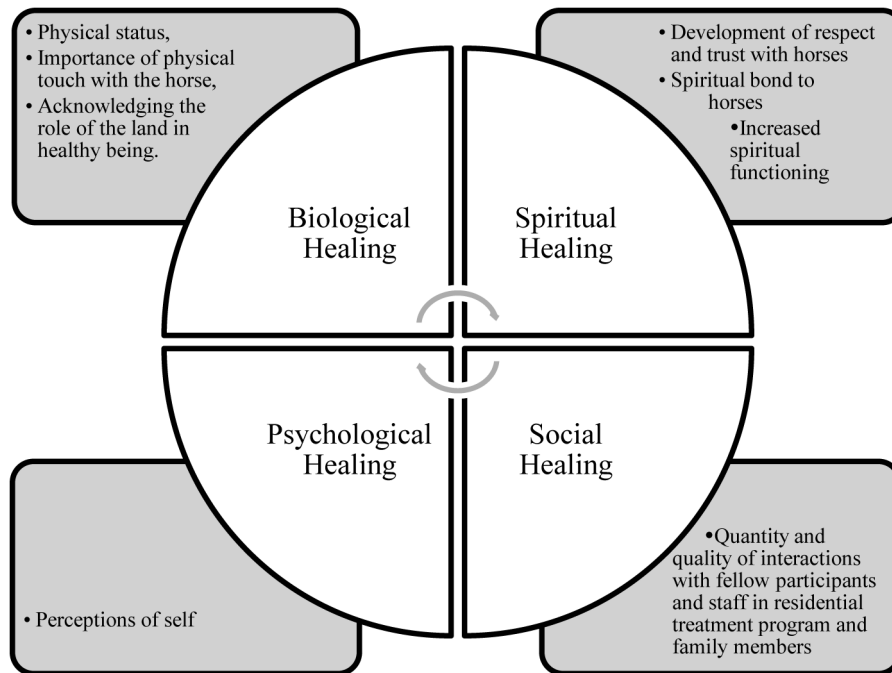 • Physical status,
• Importance of physical
touch with the horse,
• Acknowledging the
role of the land in
healthy being.
• Development of respect
and trust with horses
• Spiritual bond to
horses
•Increased
spiritual
functioning
Biological
Healing
Spiritual
Healing
Psychological
Healing
Social
Healing
• Perceptions of self
•Quantity and
quality of interactions
with fellow participants
and staff in residential
treatment program and
family members